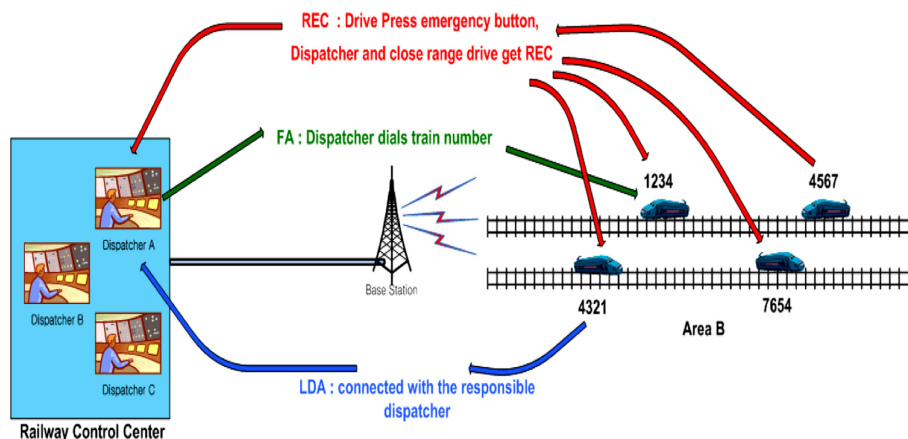 REC : Drive Press emergency button,
Dispatcher and close range drive get REC
FA : Dispatcher dials train number
1234
4567
Dispatcher A
Dispatcher B
Base Station
4321
7654
Area B
Dispatcher C
LDA : connected with the responsible
dispatcher
Railway Control Center